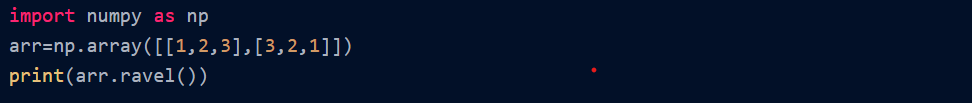 import numpy as np
arr=np.array([[1,2,3],[3,2,1]])
print(arr.ravel())